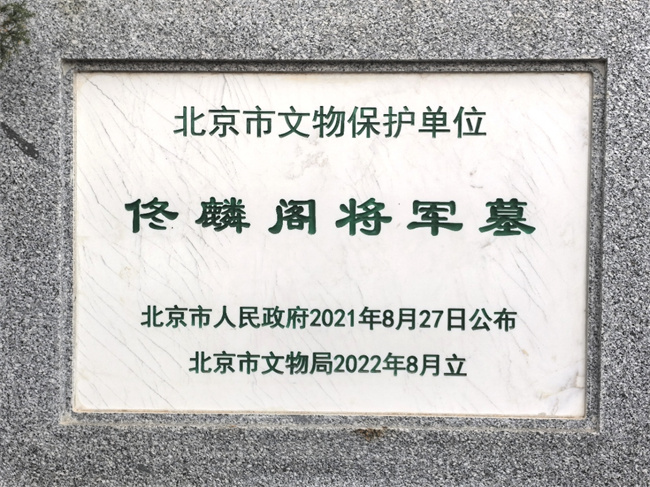 北京市文物保护单位
佟麟阁将军墓
北京市人民政府2021年8月27日公布
北京市文物局2022年8月立